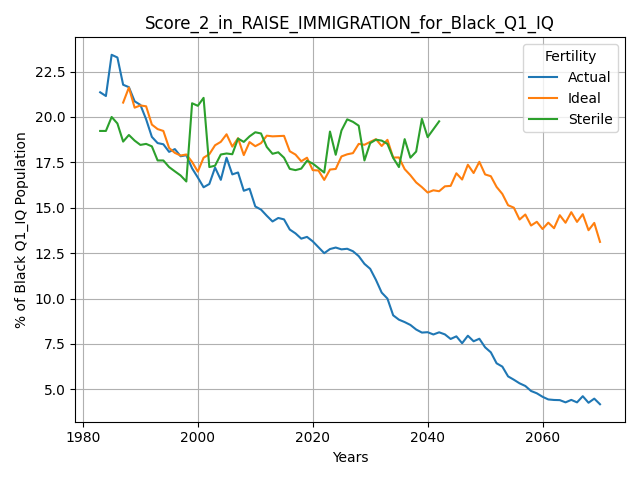 Score_2_in_RAISE_IMMIGRATION_for_Black_Q1_IQ
Fertility
Actual
Ideal
Sterile
% of Black Q1_IQ Population
22.5
20.0
17.5
15.0
12.5
10.0
7.5
5.0
1980 2000 2020 2040 2060
Years